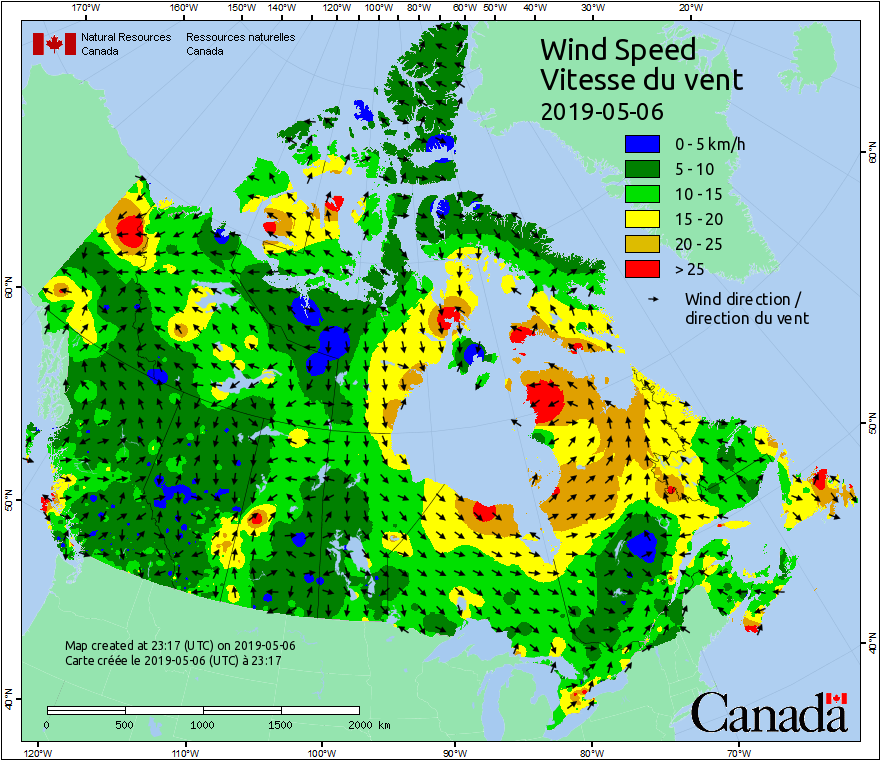 170°W 160°W 150°W 140°W 130°W 120°W 110°W 100°W 90°W 80°W 70°W 60°W 50°W 40°W 30°W 20°W
Natural Resources Canada
Ressources naturelles Canada
Wind Speed
Vitesse du vent
2019-05-06
0 - 5 km/h
5 - 10
10 - 15
15 - 20
20 - 25
> 25
Wind direction /
direction du vent
60°N
50°N
40°N
60°N
50°N
40°N
Map created at 23:17 (UTC) on 2019-05-06
Carte créée le 2019-05-06 (UTC) à 23:17
0 500 1000 1500 2000 km
Canada
120°W 110°W 100°W 90°W 80°W 70°W